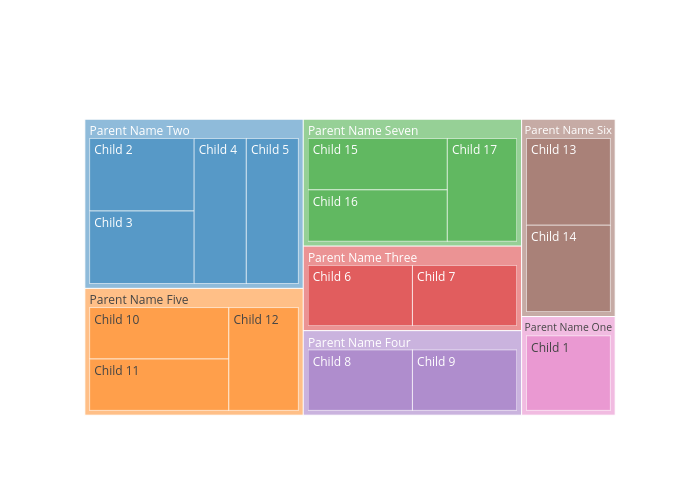 Parent Name Two
Child 2
Child 4
Child 5
Child 3
Parent Name Five
Child 10
Child 12
Child 11
Parent Name Seven
Child 15
Child 17
Child 16
Parent Name Three
Child 6
Child 7
Parent Name Four
Child 8
Child 9
Parent Name Six
Child 13
Child 14
Parent Name One
Child 1